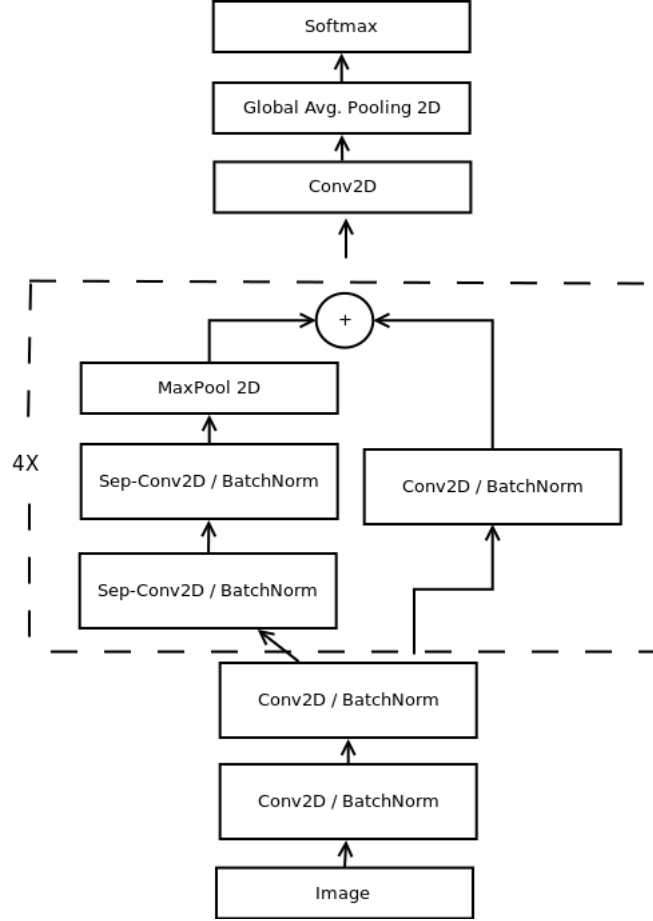 Softmax
Global Avg. Pooling 2D
Conv2D
+
MaxPool 2D
4X
Sep-Conv2D / BatchNorm
Conv2D / BatchNorm
Sep-Conv2D / BatchNorm
Conv2D / BatchNorm
Conv2D / BatchNorm
Image